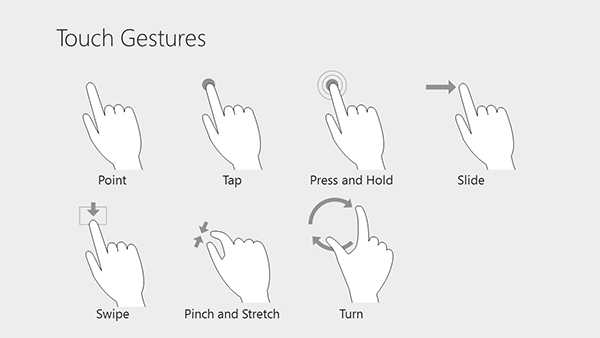 Touch Gestures
Point
Tap
Press and Hold
Slide
Swipe
Pinch and Stretch
Turn